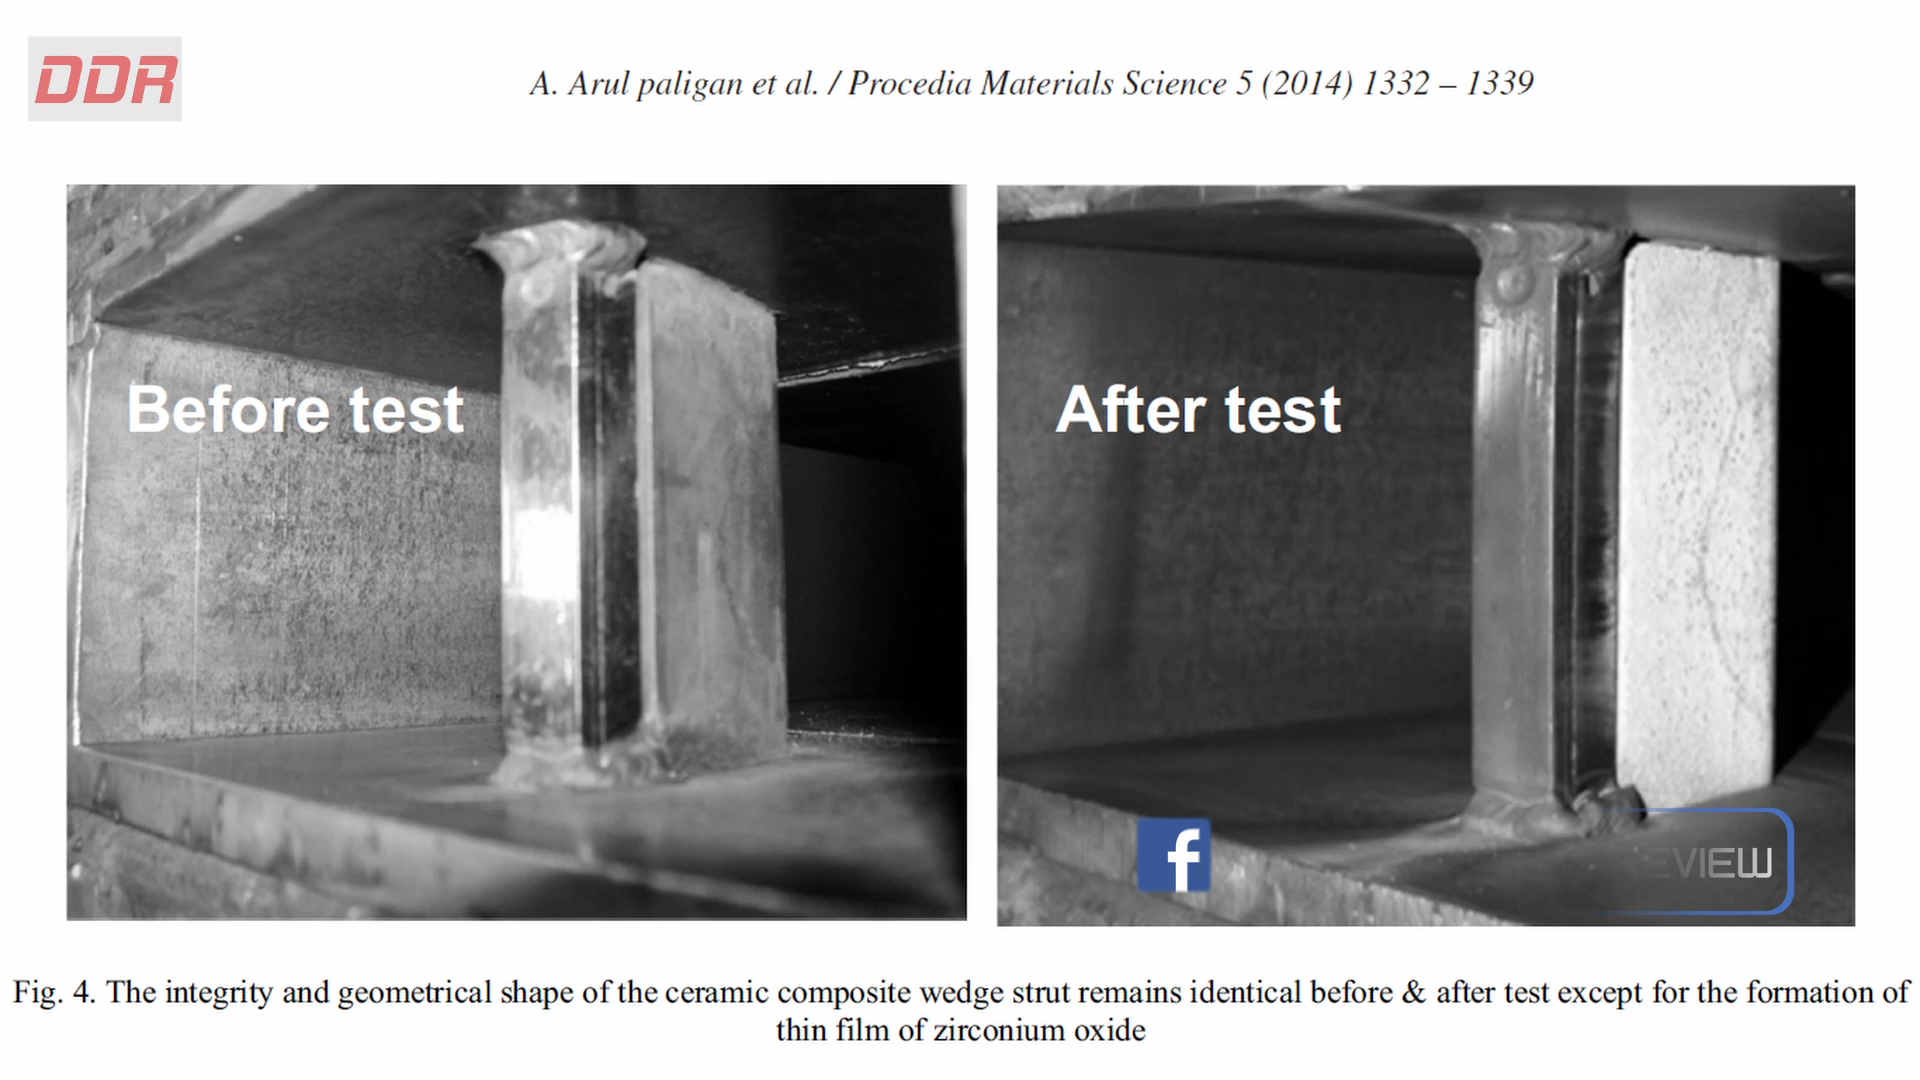 DDR
A. Arul paligan et al. / Procedia Materials Science 5 (2014) 1332 – 1339
Before test
After test
f
EVIEW
Fig. 4. The integrity and geometrical shape of the ceramic composite wedge strut remains identical before & after test except for the formation of
thin film of zirconium oxide